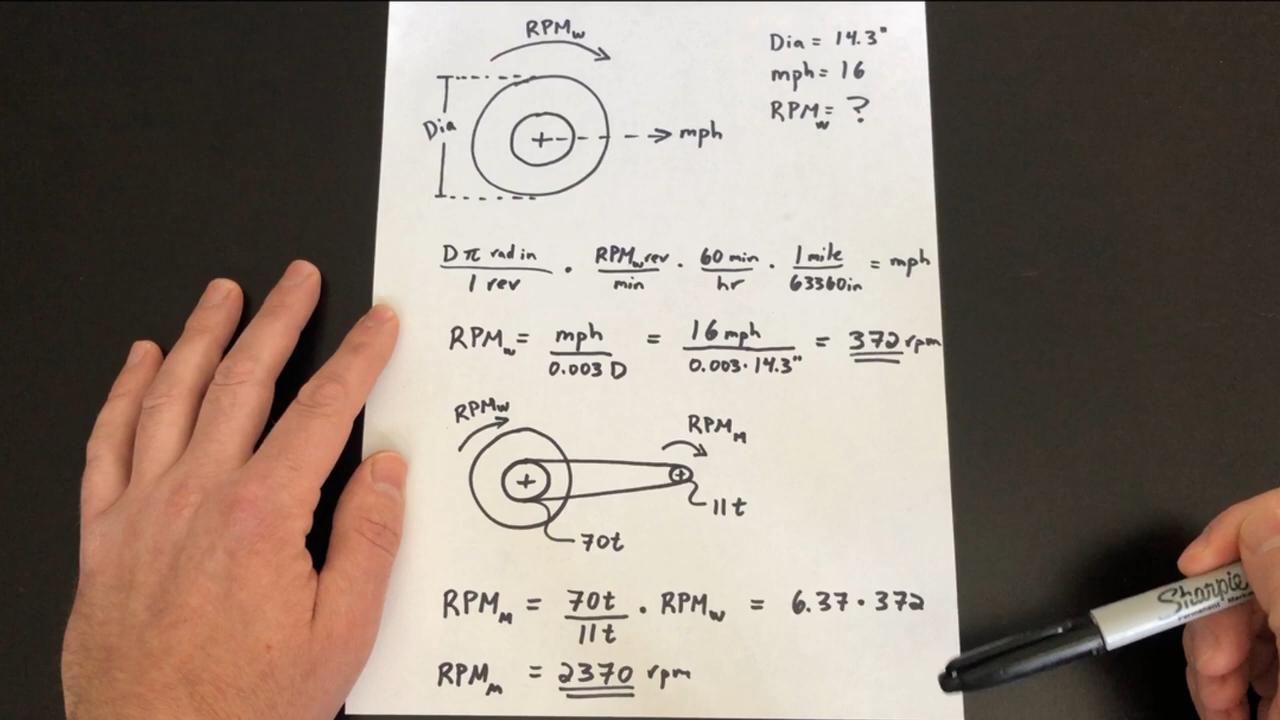 RPMw
Dia = 14.3"
mph = 16
RPMw = ?
Dia
mph
Dπ rad in / 1 rev · RPMw rev / min · 60 min / hr · 1 mile / 63360 in = mph
RPMw = mph / 0.003 D = 16 mph / 0.003 · 14.3" = 372 rpm
RPMw
RPMM
11t
70t
RPMM = 70t / 11t · RPMw = 6.37 · 372
RPMM = 2370 rpm
Sharpie